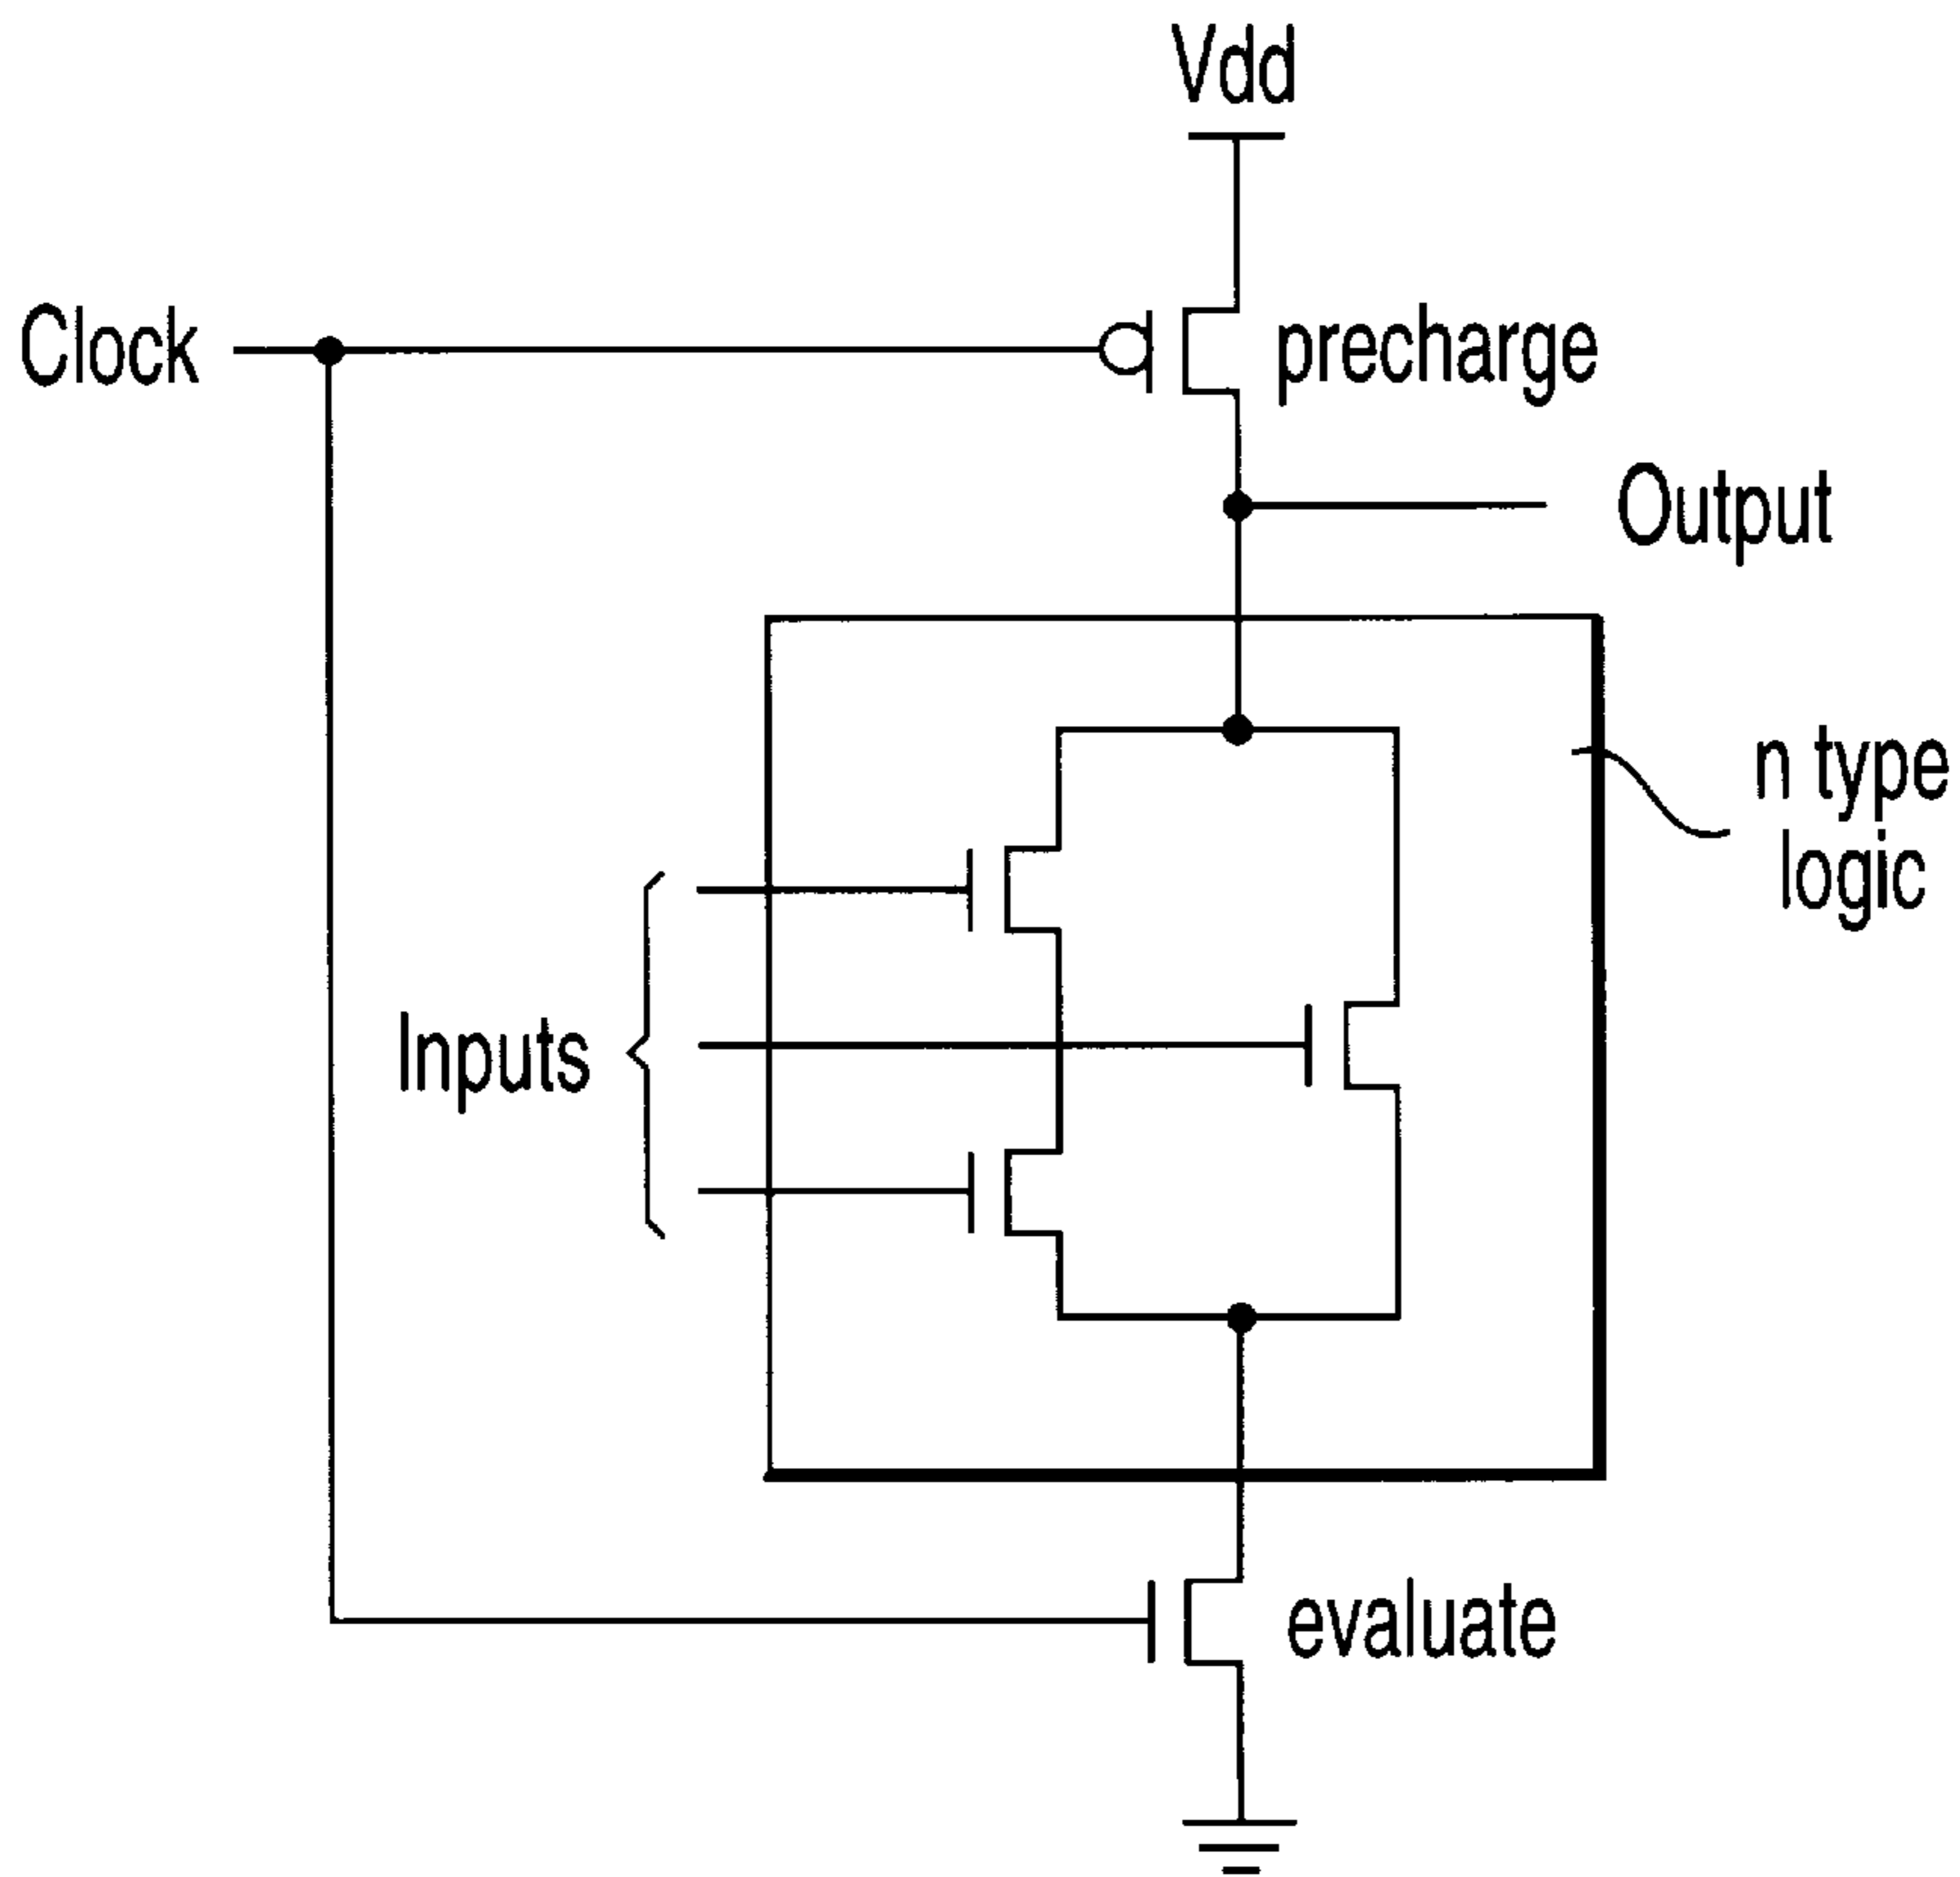 Vdd
Clock
precharge
Output
n type
logic
Inputs
evaluate